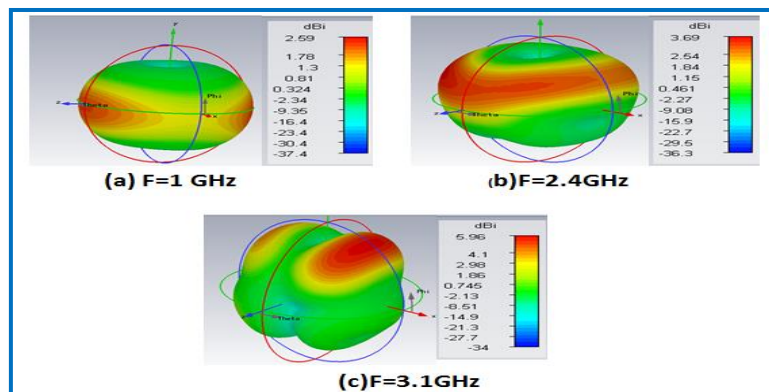 dBi
2.59
1.78
1.3
0.81
0.324
-2.34
-9.35
-16.4
-23.4
-30.4
-37.4
Y
z
Theta
Phi
x
(a) F=1 GHz
dBi
3.69
2.54
1.84
1.15
0.461
-2.27
-9.08
-15.9
-22.7
-29.5
-36.3
z
Theta
Phi
x
(b)F=2.4GHz
dBi
5.96
4.1
2.98
1.86
0.745
-2.13
-8.51
-14.9
-21.3
-27.7
-34
Theta
Phi
x
(c)F=3.1GHz